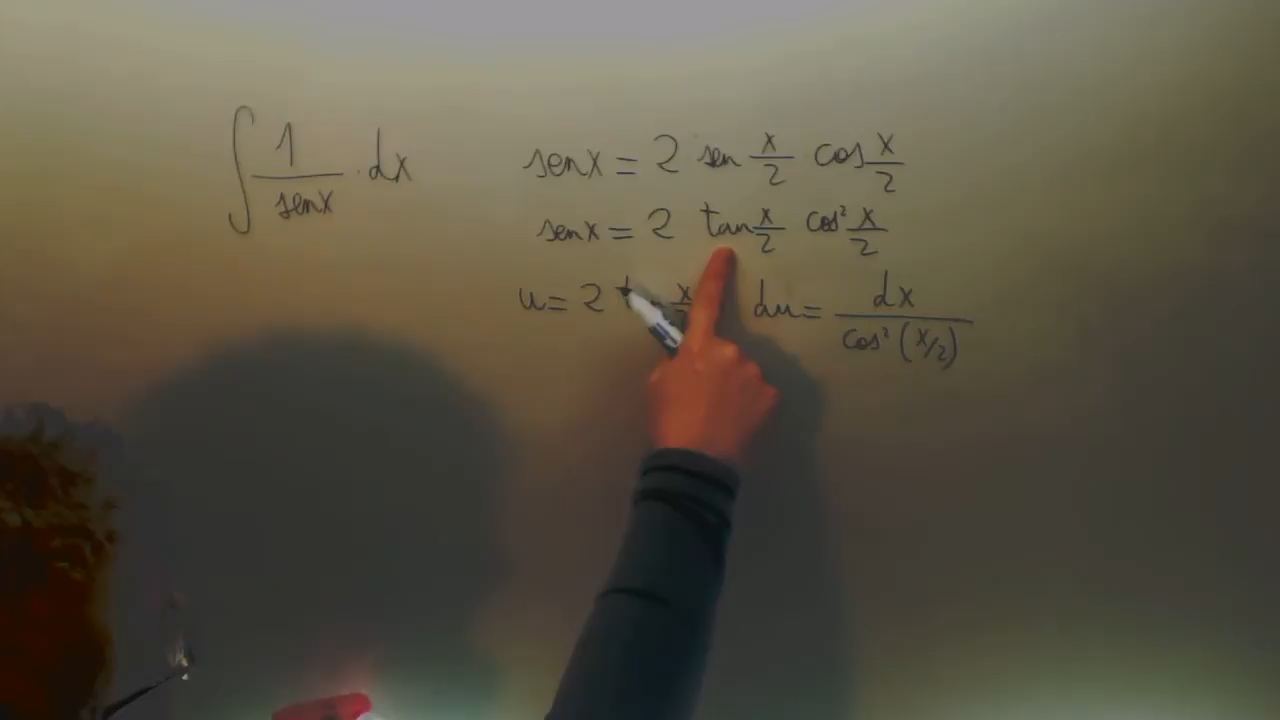 ∫ 1/senx · dx
senx = 2 sen x/2 cos x/2
senx = 2 tan x/2 cos² x/2
u = 2 x du = dx / cos² (x/2)